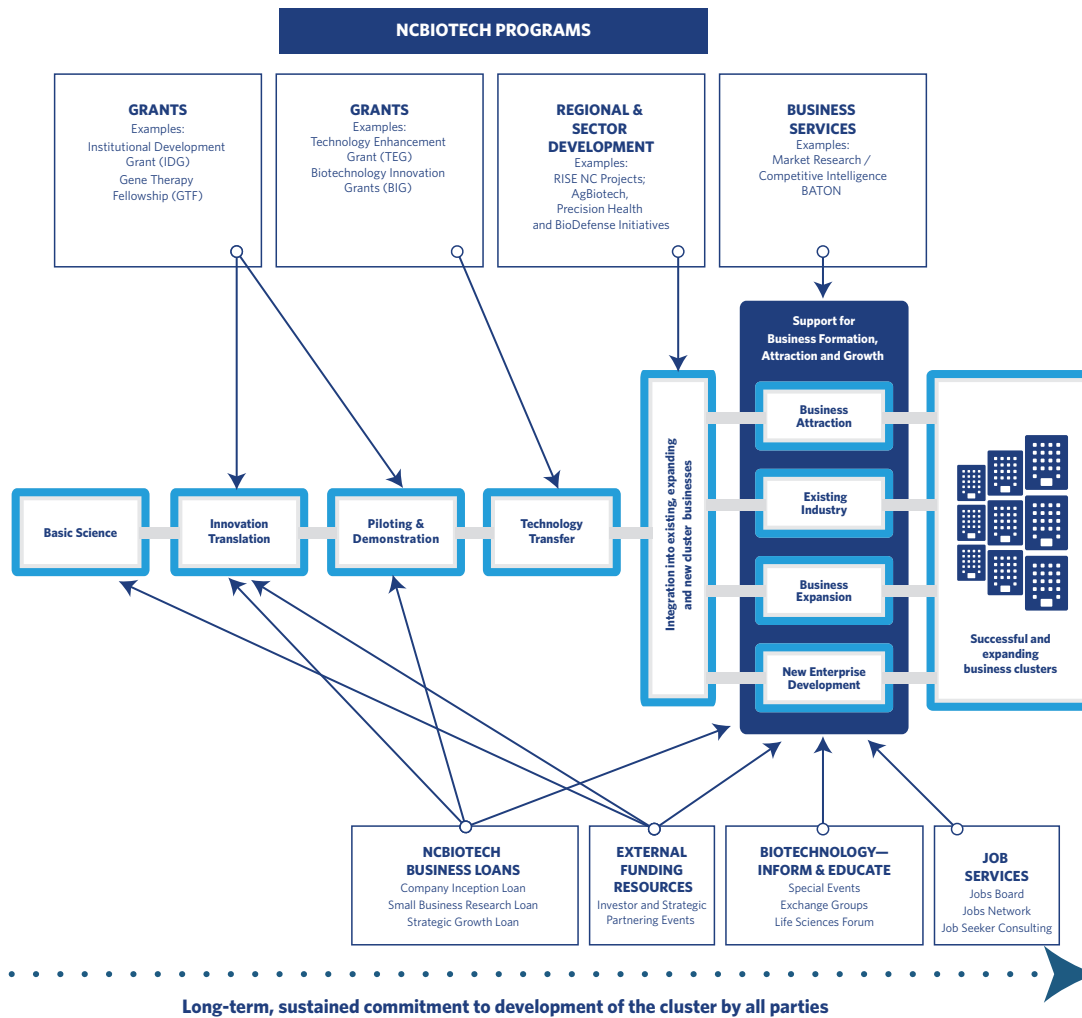 NCBIOTECH PROGRAMS
GRANTS
Examples:
Institutional Development
Grant (IDG)
Gene Therapy
Fellowship (GTF)
GRANTS
Examples:
Technology Enhancement
Grant (TEG)
Biotechnology Innovation
Grants (BIG)
REGIONAL &
SECTOR
DEVELOPMENT
Examples:
RISE NC Projects;
AgBiotech,
Precision Health
and BioDefense Initiatives
BUSINESS
SERVICES
Examples:
Market Research /
Competitive Intelligence
BATON
Basic Science
Innovation
Translation
Piloting &
Demonstration
Technology
Transfer
Integration into existing, expanding
and new cluster businesses
Support for
Business Formation,
Attraction and Growth
Business
Attraction
Existing
Industry
Business
Expansion
New Enterprise
Development
Successful and
expanding
business clusters
NCBIOTECH
BUSINESS LOANS
Company Inception Loan
Small Business Research Loan
Strategic Growth Loan
EXTERNAL
FUNDING
RESOURCES
Investor and Strategic
Partnering Events
BIOTECHNOLOGY—
INFORM & EDUCATE
Special Events
Exchange Groups
Life Sciences Forum
JOB
SERVICES
Jobs Board
Jobs Network
Job Seeker Consulting
Long-term, sustained commitment to development of the cluster by all parties